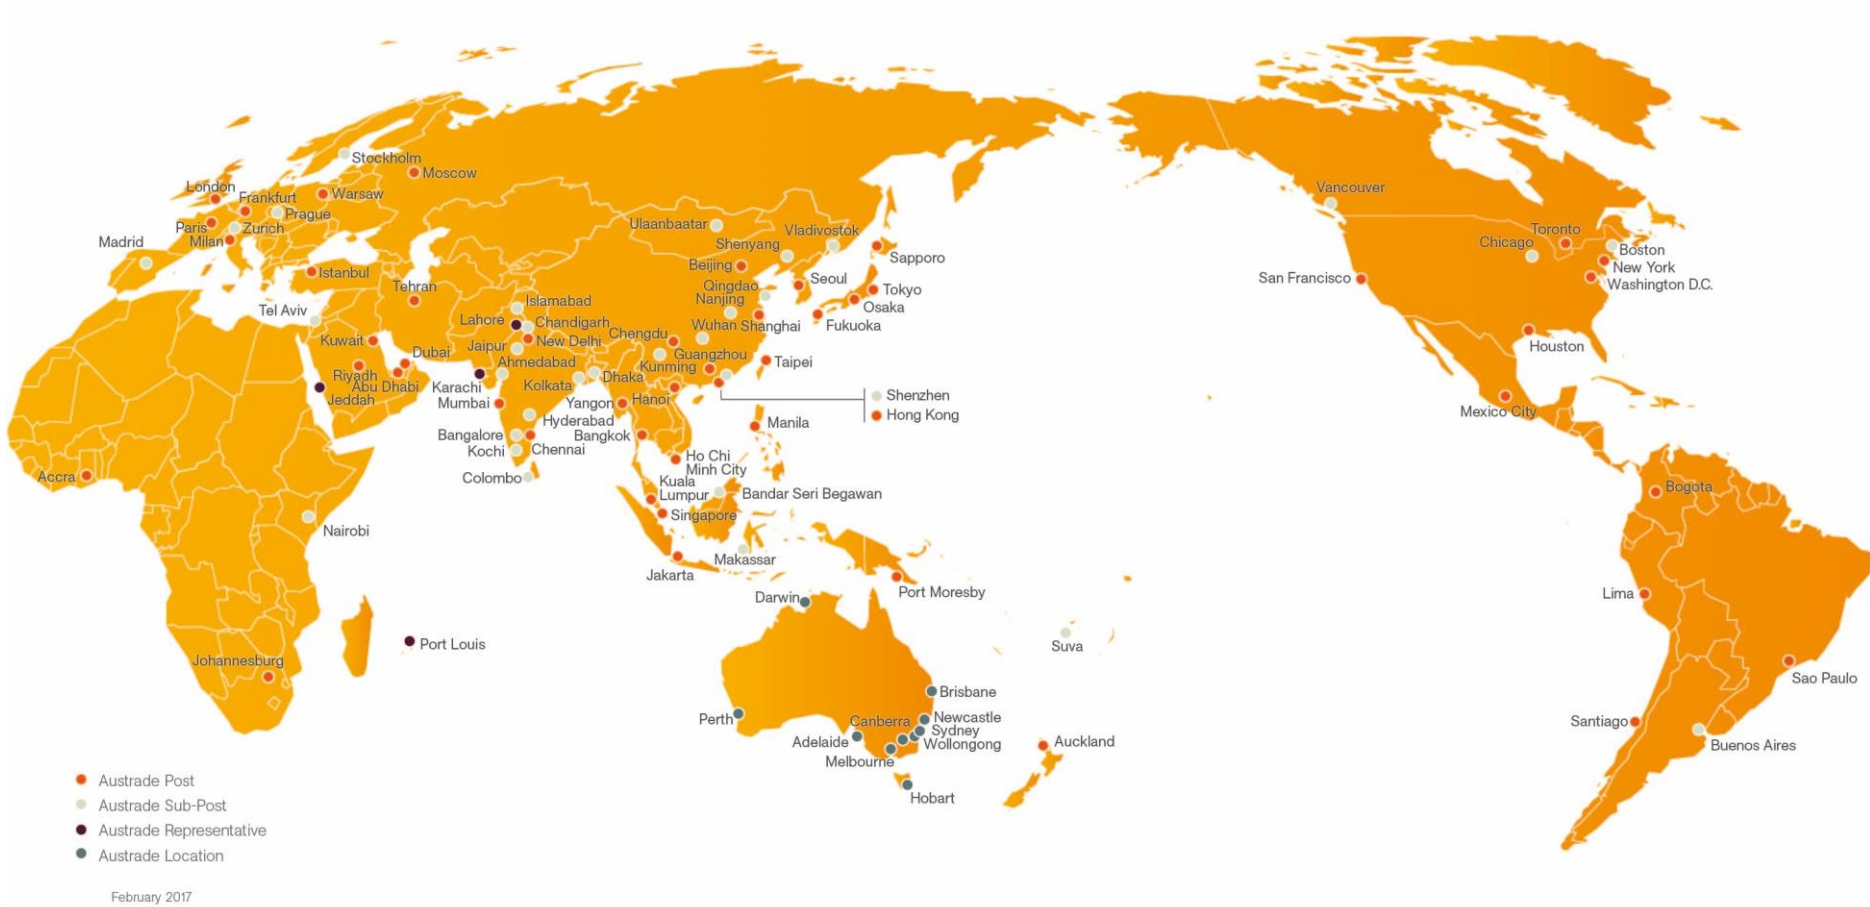 Stockholm
Moscow
London
Frankfurt
Warsaw
Prague
Paris
Zurich
Milan
Madrid
Istanbul
Tehran
Tel Aviv
Kuwait
Dubai
Riyadh
Abu Dhabi
Jeddah
Accra
Nairobi
Johannesburg
Port Louis
Islamabad
Lahore
Chandigarh
New Delhi
Jaipur
Ahmedabad
Karachi
Mumbai
Kolkata
Dhaka
Hyderabad
Bangalore
Chennai
Kochi
Colombo
Ulaanbaatar
Vladivostok
Shenyang
Beijing
Sapporo
Seoul
Qingdao
Nanjing
Tokyo
Osaka
Wuhan
Shanghai
Fukuoka
Chengdu
Guangzhou
Kunming
Taipei
Shenzhen
Hong Kong
Yangon
Hanoi
Bangkok
Manila
Ho Chi
Minh City
Kuala
Lumpur
Bandar Seri Begawan
Singapore
Makassar
Jakarta
Port Moresby
Darwin
Suva
Brisbane
Perth
Canberra
Newcastle
Sydney
Adelaide
Wollongong
Melbourne
Hobart
Auckland
Vancouver
Toronto
Chicago
Boston
New York
San Francisco
Washington D.C.
Houston
Mexico City
Bogota
Lima
Sao Paulo
Santiago
Buenos Aires
Austrade Post
Austrade Sub-Post
Austrade Representative
Austrade Location
February 2017